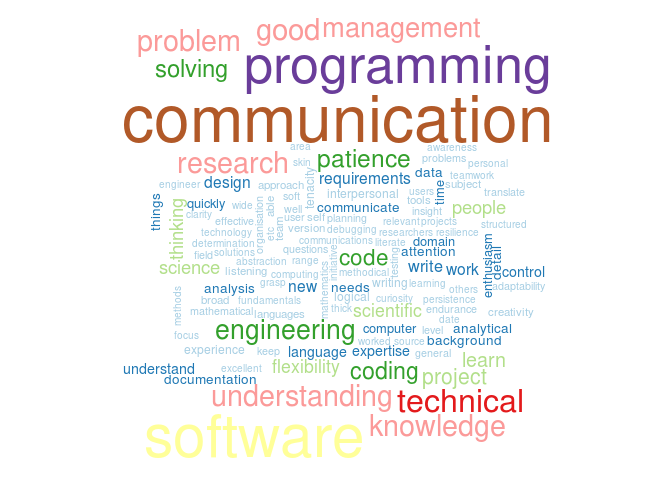 good management
problem
solving programming
communication
area awareness
research skin patience problems personal
tenacity requirements data teamwork
engineer design approach interpersonal users time subject translate
things quickly wide able soft communicate tools people
clarity thinking organisation well insight
effective etc team user self planning relevant projects structured
technology version debugging researchers resilience
determination communications literate domain
field solutions questions code attention enthusiasm detail
abstraction range initiative testing
science listening computing methodical write work control
grasp mathematics
analysis new needs writing learning others adaptability
methods broad fundamentals logical curiosity persistence
mathematical languages thick scientific endurance creativity
date
focus engineering computer level analytical
worked source background
experience keep language expertise general
understand excellent flexibility coding learn
documentation project
understanding technical
software knowledge